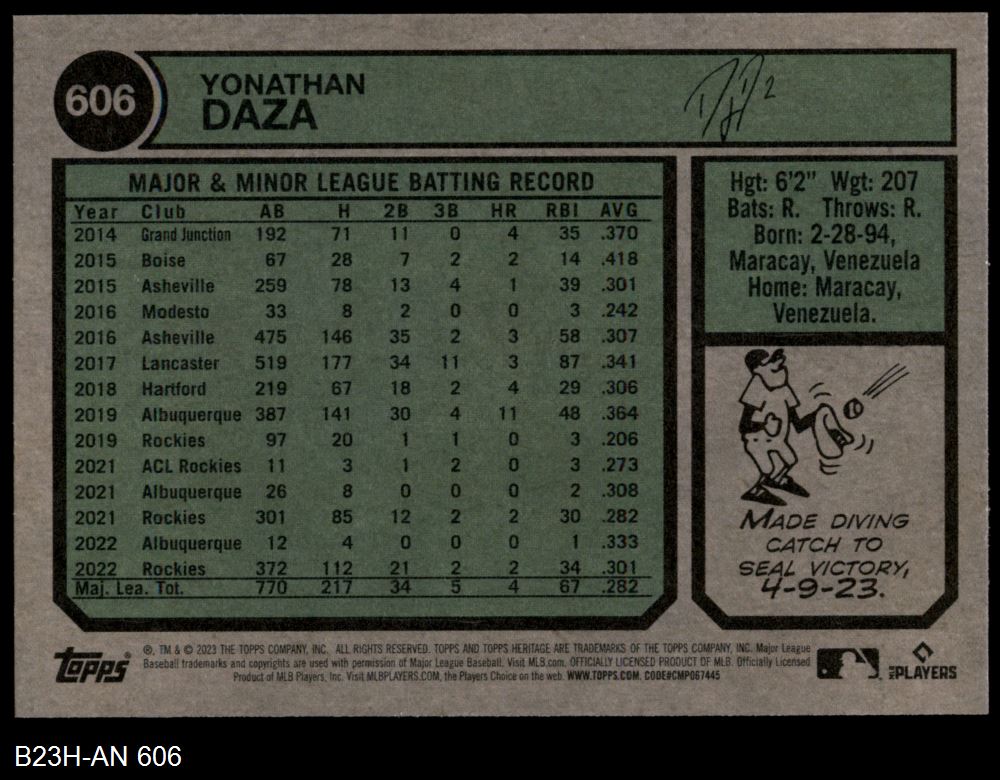 606
YONATHAN
DAZA
MAJOR & MINOR LEAGUE BATTING RECORD
Year Club AB H 2B 3B HR RBI AVG
2014 Grand Junction 192 71 11 0 4 35 .370
2015 Boise 67 28 7 2 2 14 .418
2015 Asheville 259 78 13 4 1 39 .301
2016 Modesto 33 8 2 0 0 3 .242
2016 Asheville 475 146 35 2 3 58 .307
2017 Lancaster 519 177 34 11 3 87 .341
2018 Hartford 219 67 18 2 4 29 .306
2019 Albuquerque 387 141 30 4 11 48 .364
2019 Rockies 97 20 1 1 0 3 .206
2021 ACL Rockies 11 3 1 2 0 3 .273
2021 Albuquerque 26 8 0 0 0 2 .308
2021 Rockies 301 85 12 2 2 30 .282
2022 Albuquerque 12 4 0 0 0 1 .333
2022 Rockies 372 112 21 2 2 34 .301
Maj. Lea. Tot. 770 217 34 5 4 67 .282
Hgt: 6'2" Wgt: 207
Bats: R. Throws: R.
Born: 2-28-94,
Maracay, Venezuela
Home: Maracay,
Venezuela.
MADE DIVING
CATCH TO
SEAL VICTORY,
4-9-23.
Topps
®, TM & © 2023 THE TOPPS COMPANY, INC. ALL RIGHTS RESERVED. TOPPS AND TOPPS HERITAGE ARE TRADEMARKS OF THE TOPPS COMPANY, INC. Major League
Baseball trademarks and copyrights are used with permission of Major League Baseball. Visit MLB.com. OFFICIALLY LICENSED PRODUCT OF MLB. Officially Licensed
Product of MLB Players, Inc. Visit MLBPLAYERS.COM, the Players Choice on the web. WWW.TOPPS.COM. CODE#CMP067445
MLB PLAYERS
B23H-AN 606